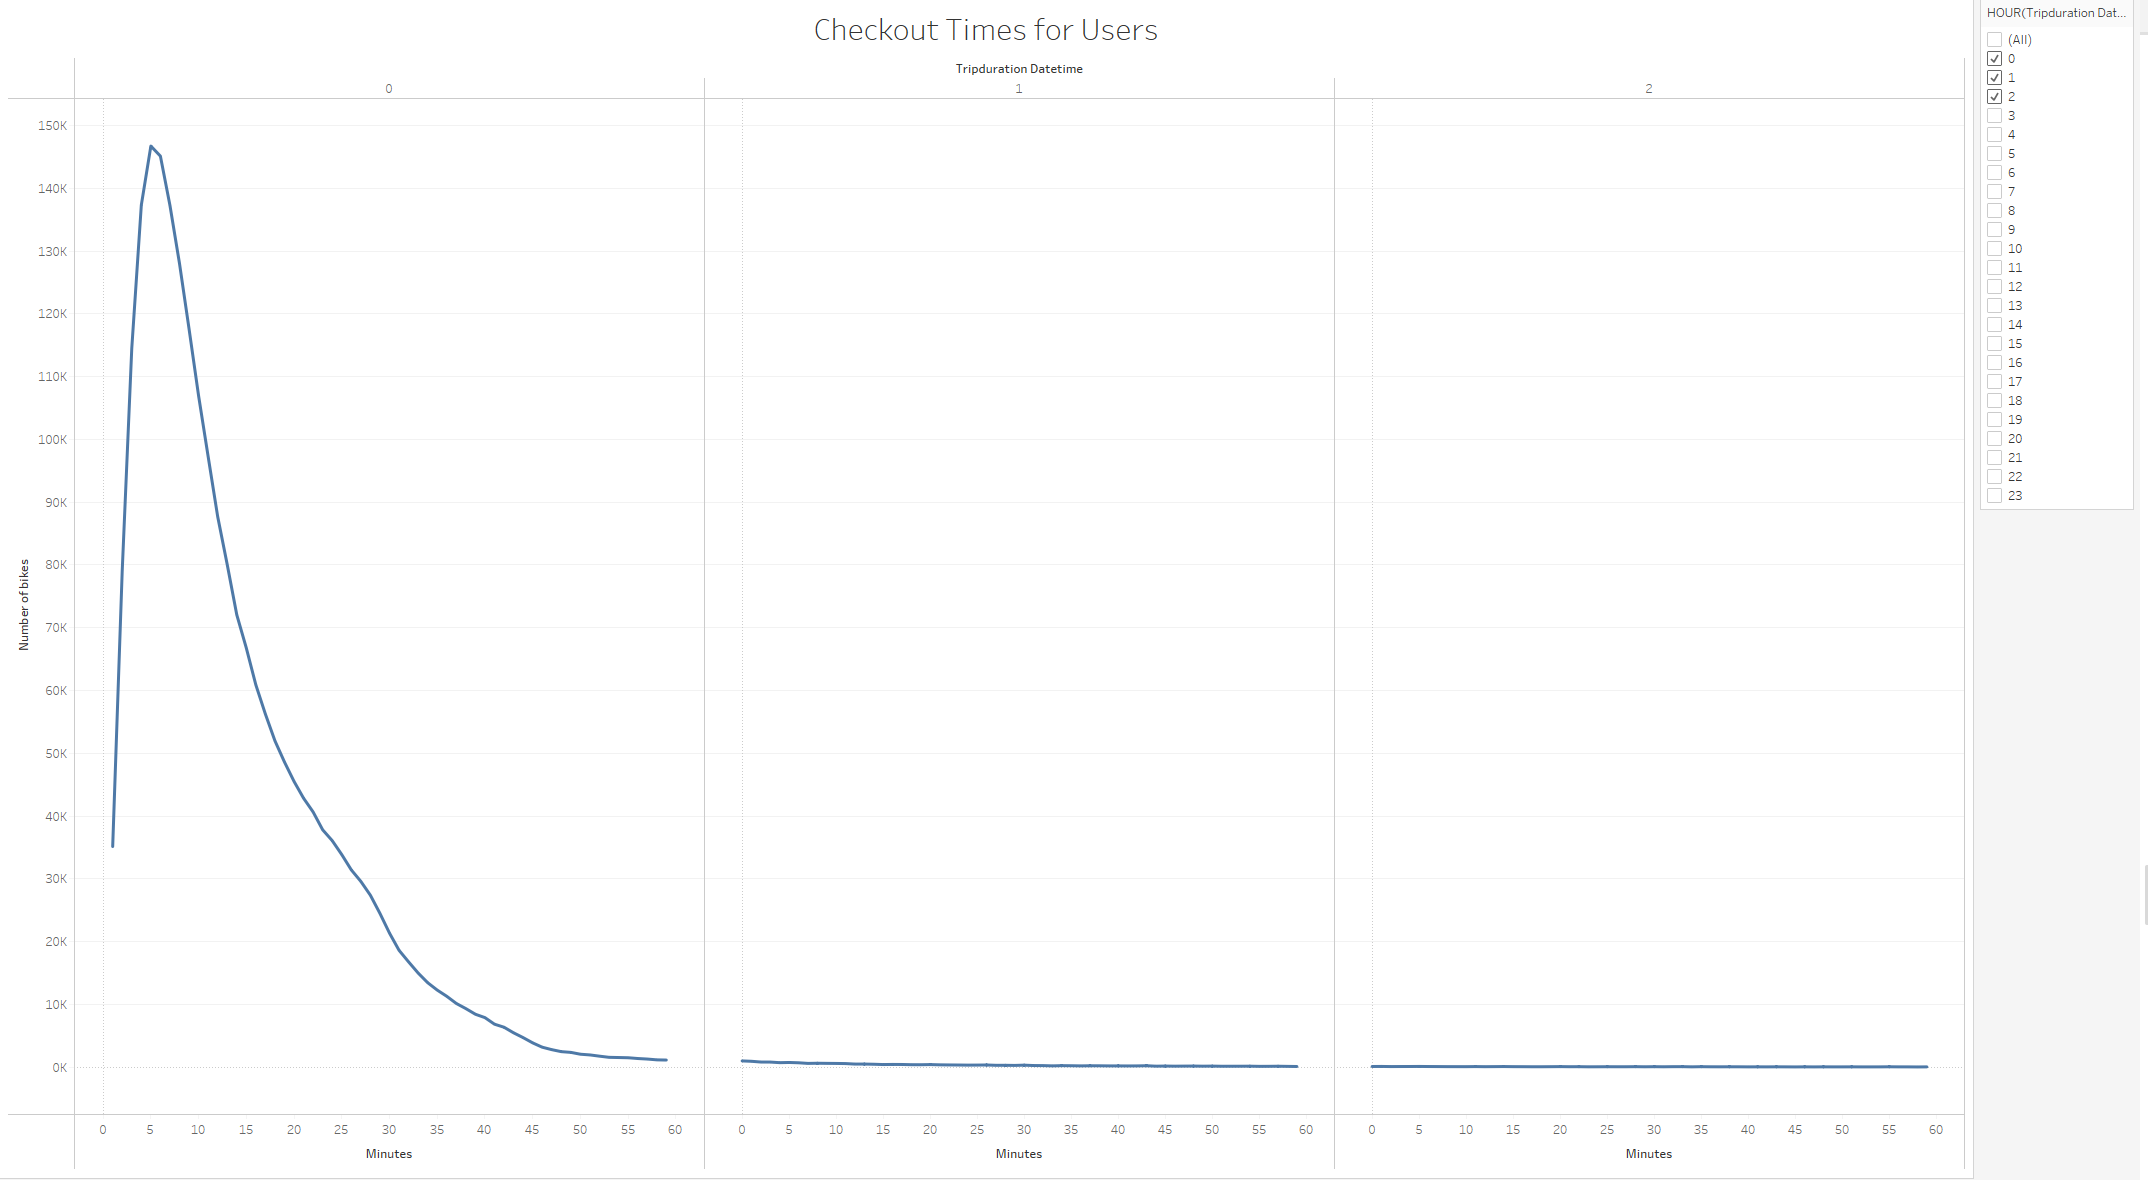 Checkout Times for Users
Tripduration Datetime
0 1 2
Number of bikes
150K
140K
130K
120K
110K
100K
90K
80K
70K
60K
50K
40K
30K
20K
10K
0K
0 5 10 15 20 25 30 35 40 45 50 55 60
Minutes
0 5 10 15 20 25 30 35 40 45 50 55 60
Minutes
0 5 10 15 20 25 30 35 40 45 50 55 60
Minutes
HOUR(Tripduration Dat...
(All)
0
1
2
3
4
5
6
7
8
9
10
11
12
13
14
15
16
17
18
19
20
21
22
23